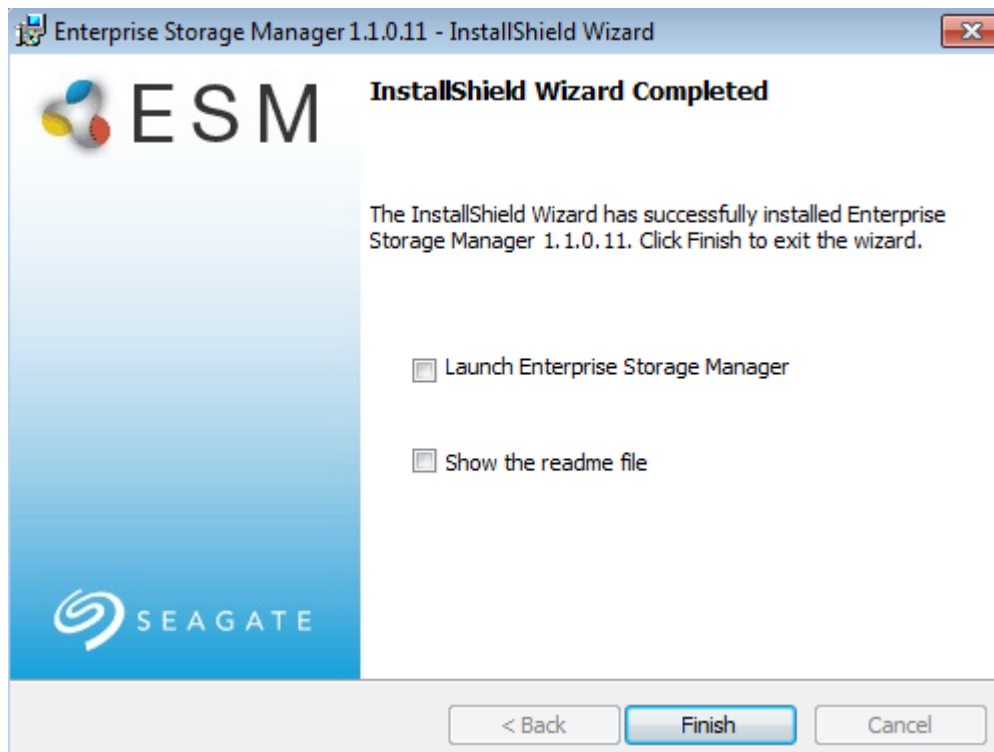 Enterprise Storage Manager 1.1.0.11 - InstallShield Wizard
ESM
InstallShield Wizard Completed
The InstallShield Wizard has successfully installed Enterprise
Storage Manager 1.1.0.11. Click Finish to exit the wizard.
Launch Enterprise Storage Manager
Show the readme file
SEAGATE
< Back
Finish
Cancel